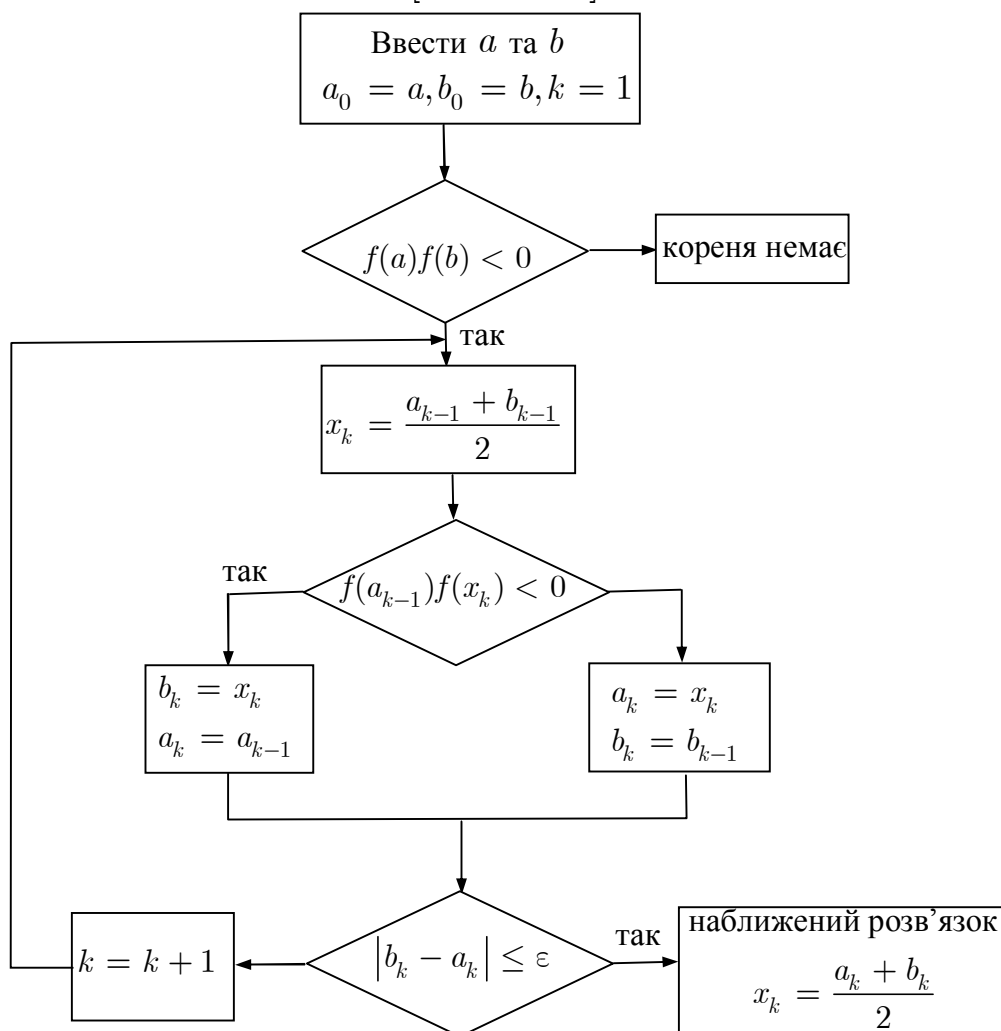 Ввести a та b
a_0 = a, b_0 = b, k = 1
f(a)f(b) < 0
кореня немає
так
x_k = \frac{a_{k-1} + b_{k-1}}{2}
так
f(a_{k-1})f(x_k) < 0
b_k = x_k
a_k = a_{k-1}
a_k = x_k
b_k = b_{k-1}
k = k + 1
|b_k − a_k| ≤ ε
так
наближений розв'язок
x_k = \frac{a_k + b_k}{2}